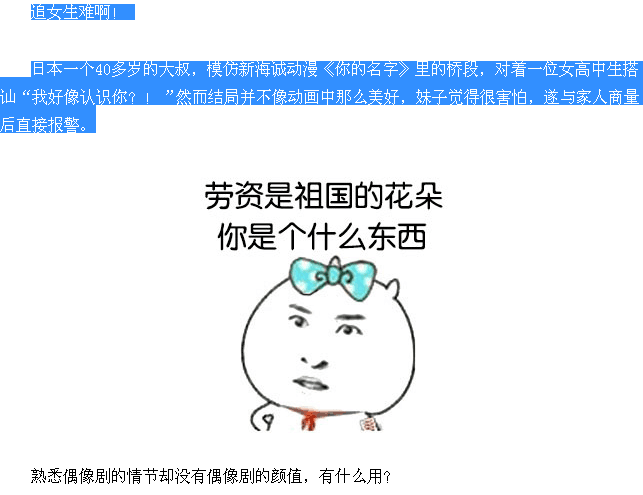 追女生难啊！
日本一个40多岁的大叔，模仿新海诚动漫《你的名字》里的桥段，对着一位女高中生搭
讪“我好像认识你？！”然而结局并不像动画中那么美好，妹子觉得很害怕，遂与家人商量
后直接报警。
劳资是祖国的花朵
你是个什么东西
熟悉偶像剧的情节却没有偶像剧的颜值，有什么用？